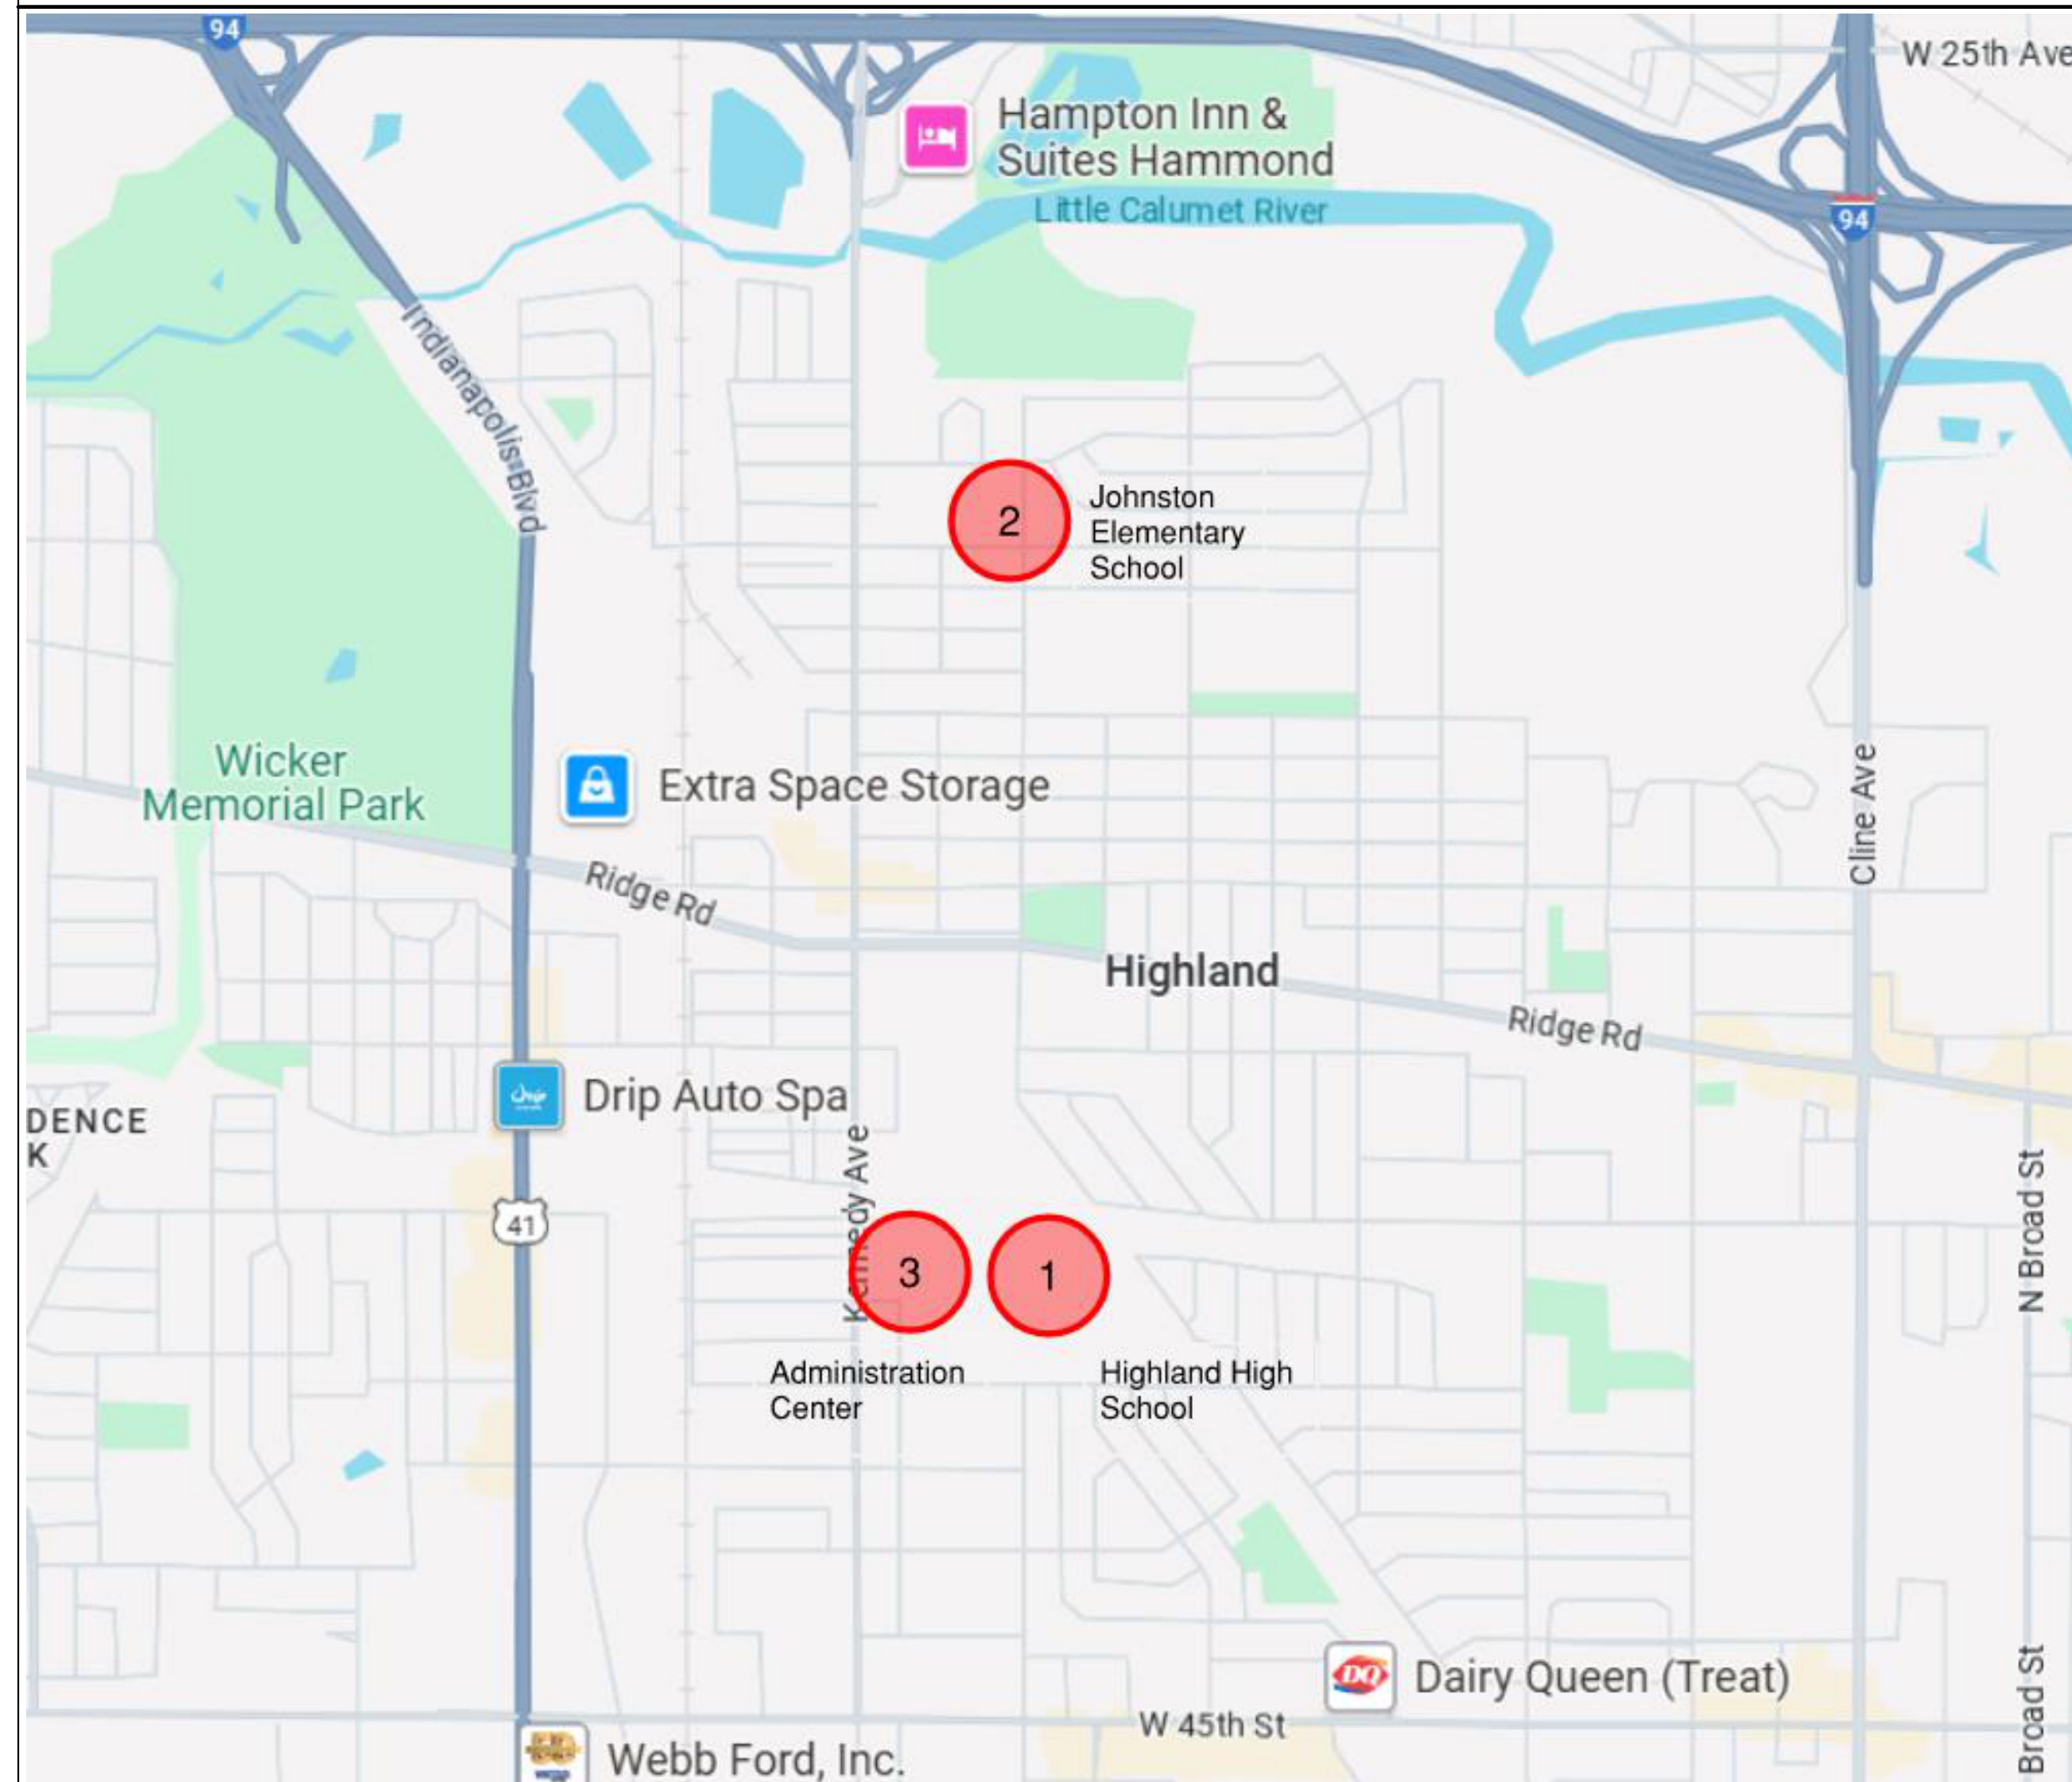 94
W 25th Ave
Hampton Inn &
Suites Hammond
Little Calumet River
94
Indianapolis Blvd
2
Johnston
Elementary
School
Wicker
Memorial Park
Extra Space Storage
Cline Ave
Ridge Rd
Highland
Ridge Rd
Drip
Drip Auto Spa
DENCE
K
Kennedy Ave
N Broad St
41
3
1
Administration
Center
Highland High
School
DQ
Dairy Queen (Treat)
W 45th St
Broad St
Webb Ford, Inc.